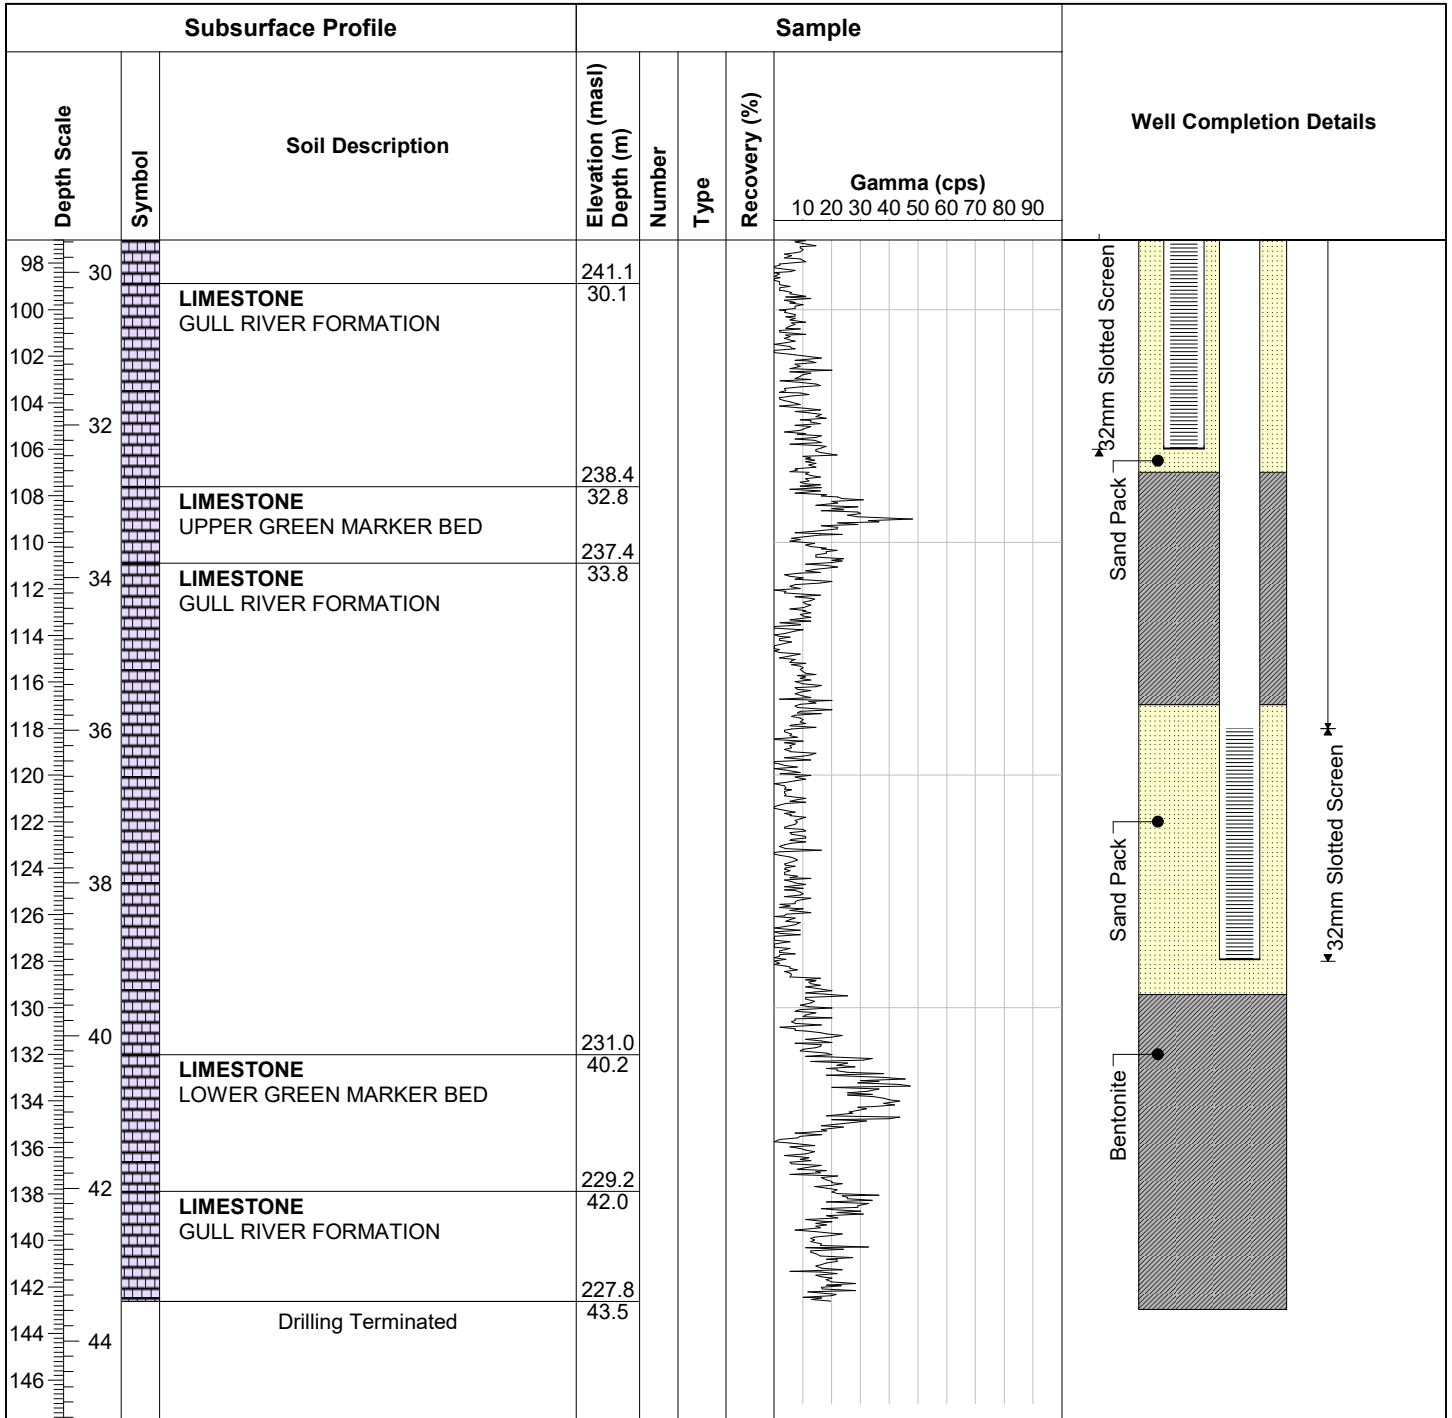 Subsurface Profile
Sample
Depth Scale
Symbol
Soil Description
Elevation (masl)
Depth (m)
Number
Type
Recovery (%)
Gamma (cps)
10 20 30 40 50 60 70 80 90
Well Completion Details
98
30
241.1
LIMESTONE
30.1
100
GULL RIVER FORMATION
102
104
32
106
32mm Slotted Screen
238.4
108
LIMESTONE
32.8
UPPER GREEN MARKER BED
Sand Pack
110
237.4
34
LIMESTONE
33.8
112
GULL RIVER FORMATION
114
116
118
36
120
122
124
38
126
Sand Pack
32mm Slotted Screen
128
130
40
231.0
132
LIMESTONE
40.2
LOWER GREEN MARKER BED
134
136
Bentonite
229.2
138
42
LIMESTONE
42.0
140
GULL RIVER FORMATION
142
227.8
Drilling Terminated
43.5
144
44
146